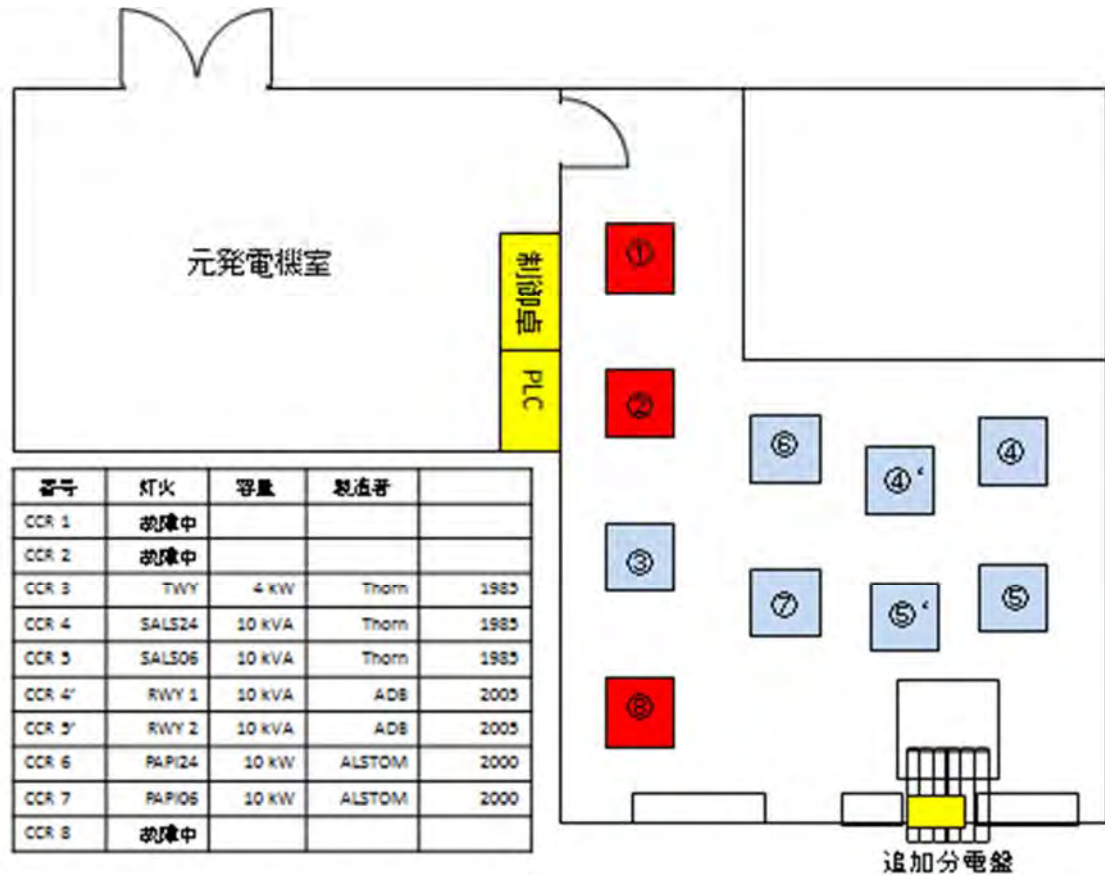 元発電機室
制御卓
PLC
①
②
③
⑧
⑥
④‘
④
⑦
⑤‘
⑤
追加分電盤
番号 灯火 容量 製造者
CCR 1 故障中
CCR 2 故障中
CCR 3 TWY 4 kW Thorn 1985
CCR 4 SALS24 10 kVA Thorn 1985
CCR 5 SALS06 10 kVA Thorn 1985
CCR 4’ RWY 1 10 kVA ADB 2005
CCR 5’ RWY 2 10 kVA ADB 2005
CCR 6 PAPI24 10 kW ALSTOM 2000
CCR 7 PAPI06 10 kW ALSTOM 2000
CCR 8 故障中